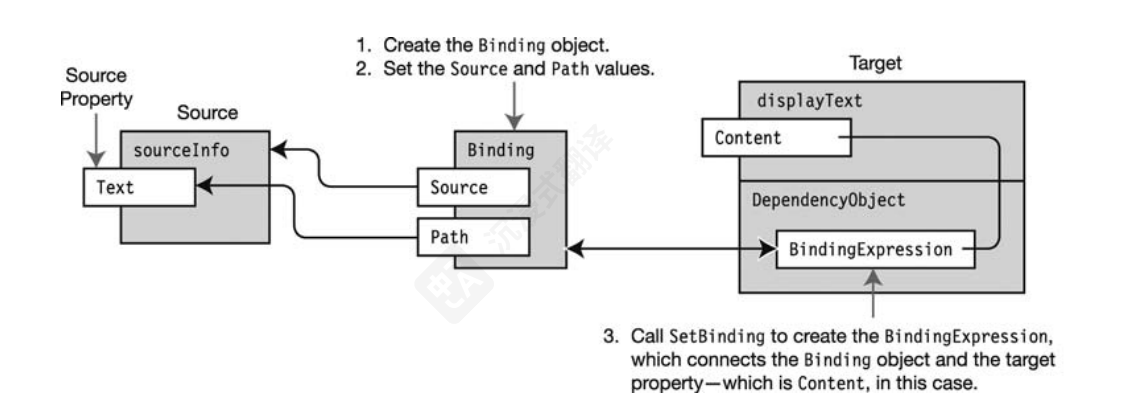 1. Create the Binding object.
2. Set the Source and Path values.
Source
Property
Source
sourceInfo
Text
Binding
Source
Path
Target
displayText
Content
DependencyObject
BindingExpression
3. Call SetBinding to create the BindingExpression,
which connects the Binding object and the target
property—which is Content, in this case.
沉浸式翻译